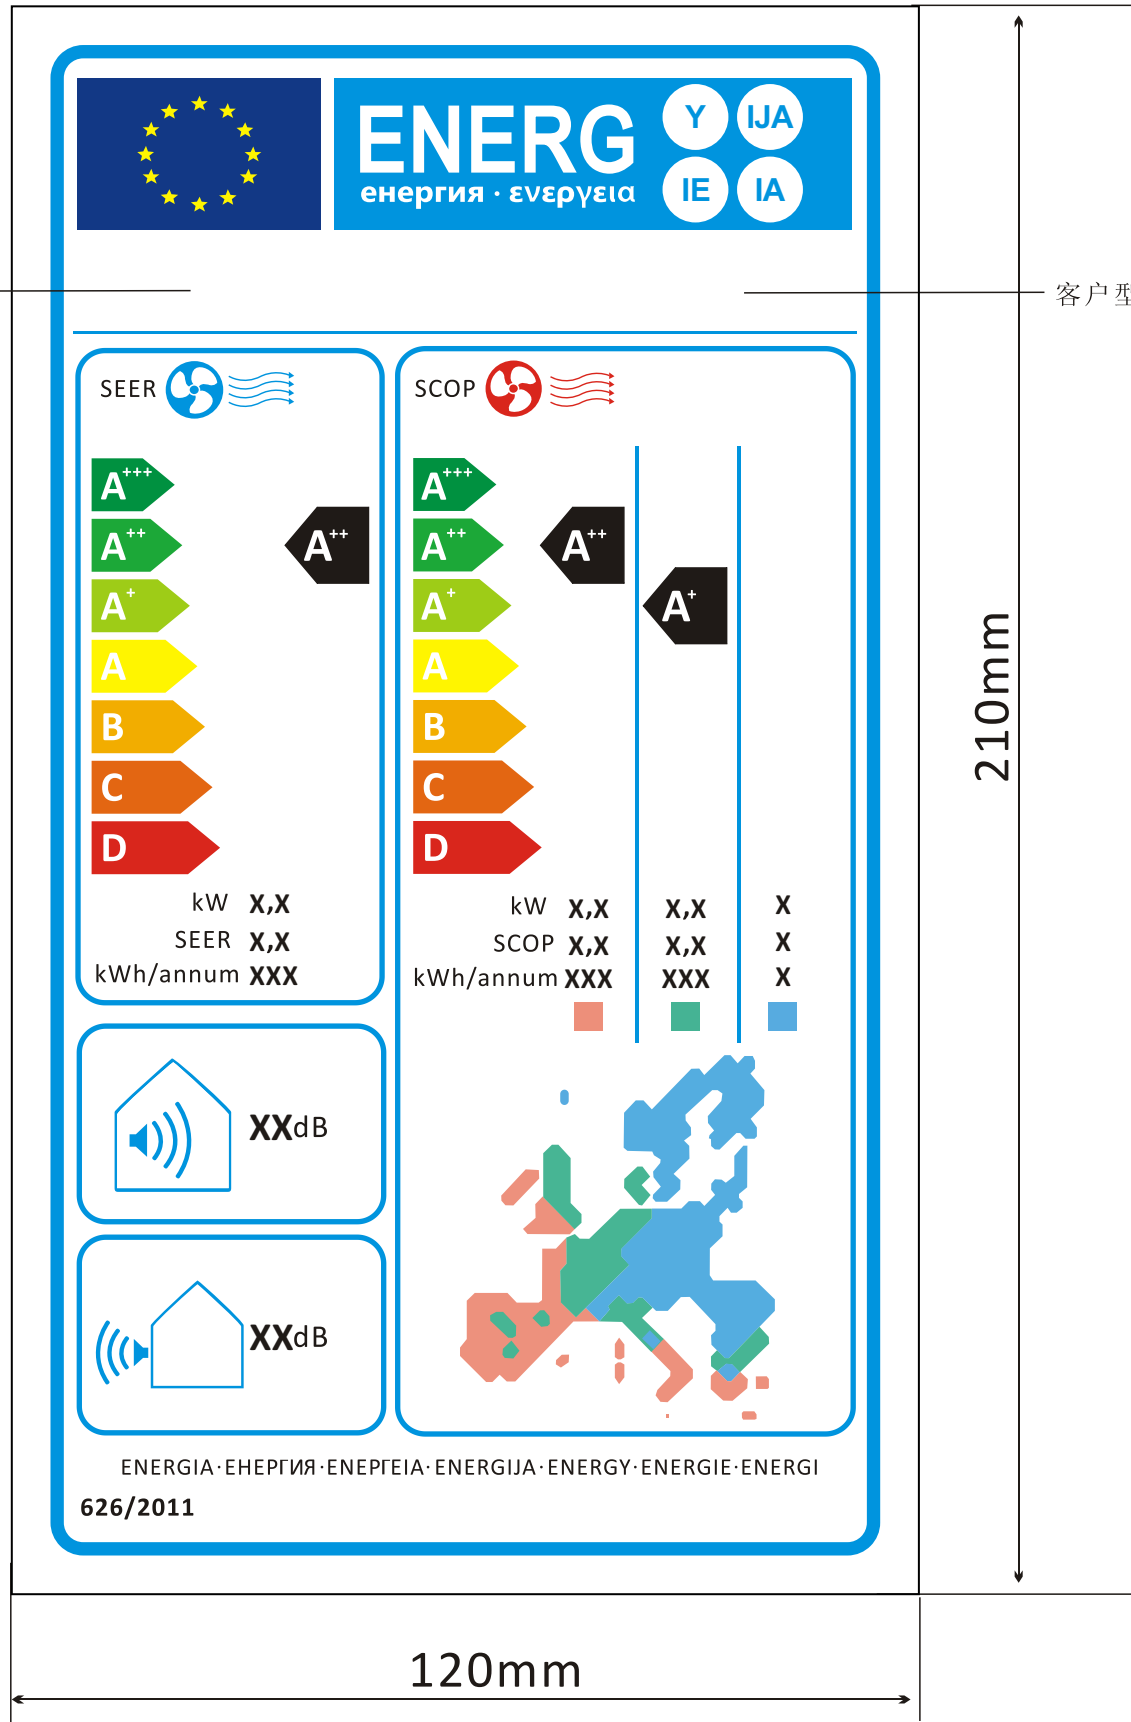 ENERG
енергия · ενεργεια
Y IJA
IE IA
客户型
SEER
SCOP
A+++
A++
A+
A
B
C
D
A++
A+++
A++
A+
A
B
C
D
A++
A+
kW X,X
SEER X,X
kWh/annum XXX
kW X,X X,X X
SCOP X,X X,X X
kWh/annum XXX XXX X
XXdB
XXdB
ENERGIA·ЕНЕРГИЯ·ΕΝΕΡΓΕΙΑ·ENERGIJA·ENERGY·ENERGIE·ENERGI
626/2011
210mm
120mm